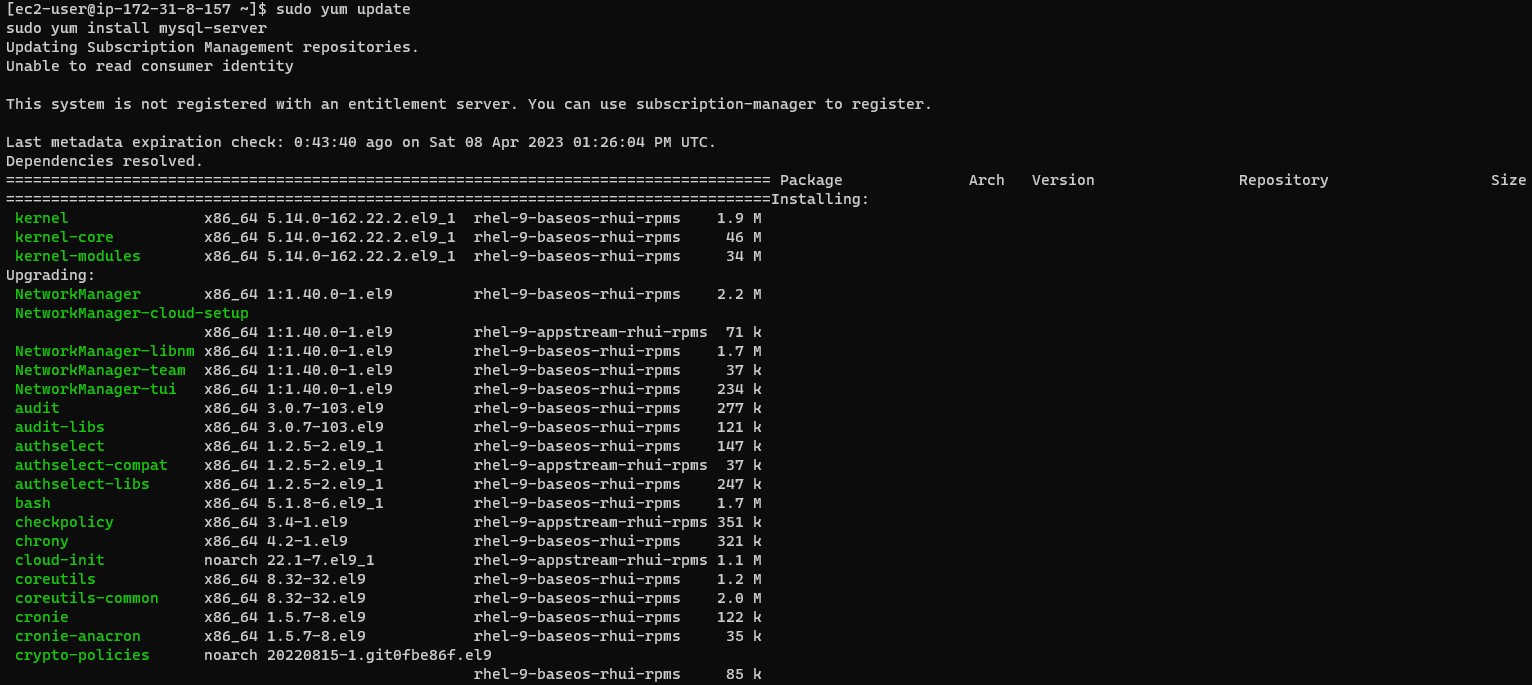 [ec2-user@ip-172-31-8-157 ~]$ sudo yum update
sudo yum install mysql-server
Updating Subscription Management repositories.
Unable to read consumer identity
This system is not registered with an entitlement server. You can use subscription-manager to register.
Last metadata expiration check: 0:43:40 ago on Sat 08 Apr 2023 01:26:04 PM UTC.
Dependencies resolved.
===================================================================================== Package              Arch   Version                Repository                  Size
=====================================================================================Installing:
 kernel               x86_64 5.14.0-162.22.2.el9_1  rhel-9-baseos-rhui-rpms    1.9 M
 kernel-core          x86_64 5.14.0-162.22.2.el9_1  rhel-9-baseos-rhui-rpms     46 M
 kernel-modules       x86_64 5.14.0-162.22.2.el9_1  rhel-9-baseos-rhui-rpms     34 M
Upgrading:
 NetworkManager       x86_64 1:1.40.0-1.el9         rhel-9-baseos-rhui-rpms    2.2 M
 NetworkManager-cloud-setup
                      x86_64 1:1.40.0-1.el9         rhel-9-appstream-rhui-rpms  71 k
 NetworkManager-libnm x86_64 1:1.40.0-1.el9         rhel-9-baseos-rhui-rpms    1.7 M
 NetworkManager-team  x86_64 1:1.40.0-1.el9         rhel-9-baseos-rhui-rpms     37 k
 NetworkManager-tui   x86_64 1:1.40.0-1.el9         rhel-9-baseos-rhui-rpms    234 k
 audit                x86_64 3.0.7-103.el9          rhel-9-baseos-rhui-rpms    277 k
 audit-libs           x86_64 3.0.7-103.el9          rhel-9-baseos-rhui-rpms    121 k
 authselect           x86_64 1.2.5-2.el9_1          rhel-9-baseos-rhui-rpms    147 k
 authselect-compat    x86_64 1.2.5-2.el9_1          rhel-9-appstream-rhui-rpms  37 k
 authselect-libs      x86_64 1.2.5-2.el9_1          rhel-9-baseos-rhui-rpms    247 k
 bash                 x86_64 5.1.8-6.el9_1          rhel-9-baseos-rhui-rpms    1.7 M
 checkpolicy          x86_64 3.4-1.el9              rhel-9-appstream-rhui-rpms 351 k
 chrony               x86_64 4.2-1.el9              rhel-9-baseos-rhui-rpms    321 k
 cloud-init           noarch 22.1-7.el9_1           rhel-9-appstream-rhui-rpms 1.1 M
 coreutils            x86_64 8.32-32.el9            rhel-9-baseos-rhui-rpms    1.2 M
 coreutils-common     x86_64 8.32-32.el9            rhel-9-baseos-rhui-rpms    2.0 M
 cronie               x86_64 1.5.7-8.el9            rhel-9-baseos-rhui-rpms    122 k
 cronie-anacron       x86_64 1.5.7-8.el9            rhel-9-baseos-rhui-rpms     35 k
 crypto-policies      noarch 20220815-1.git0fbe86f.el9
                                                    rhel-9-baseos-rhui-rpms     85 k